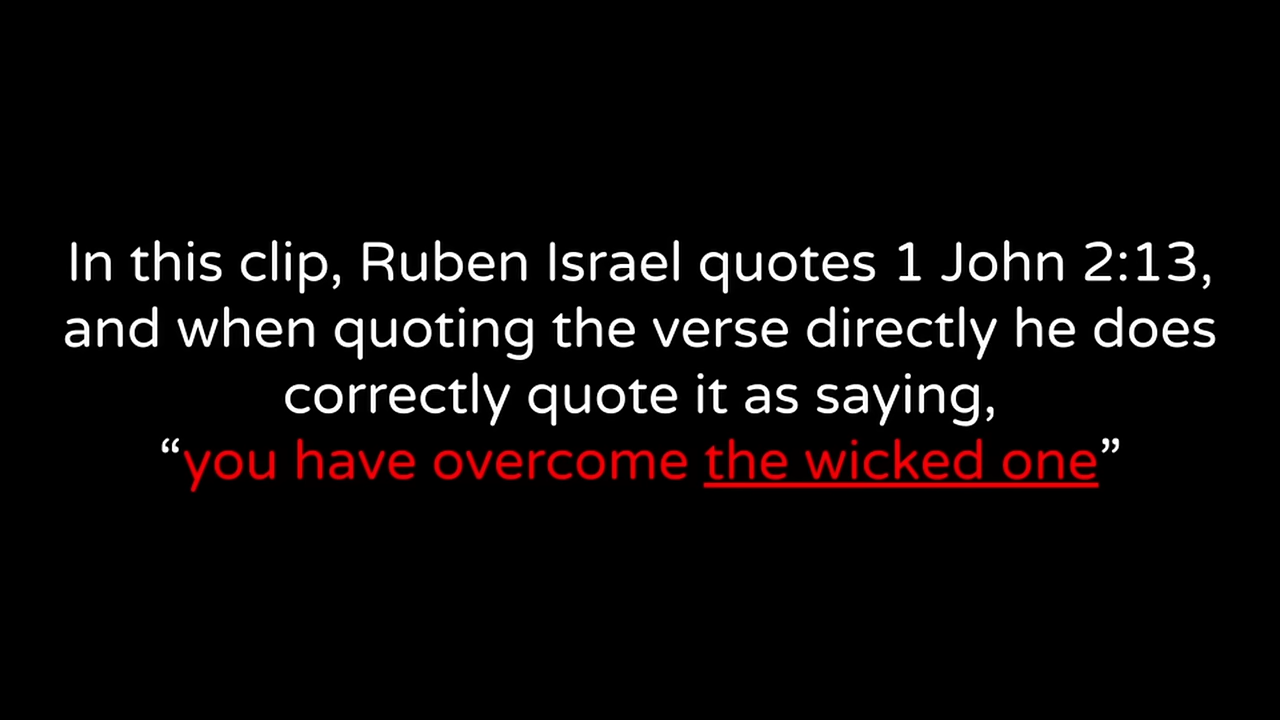 In this clip, Ruben Israel quotes 1 John 2:13,
and when quoting the verse directly he does
correctly quote it as saying,
“you have overcome the wicked one”